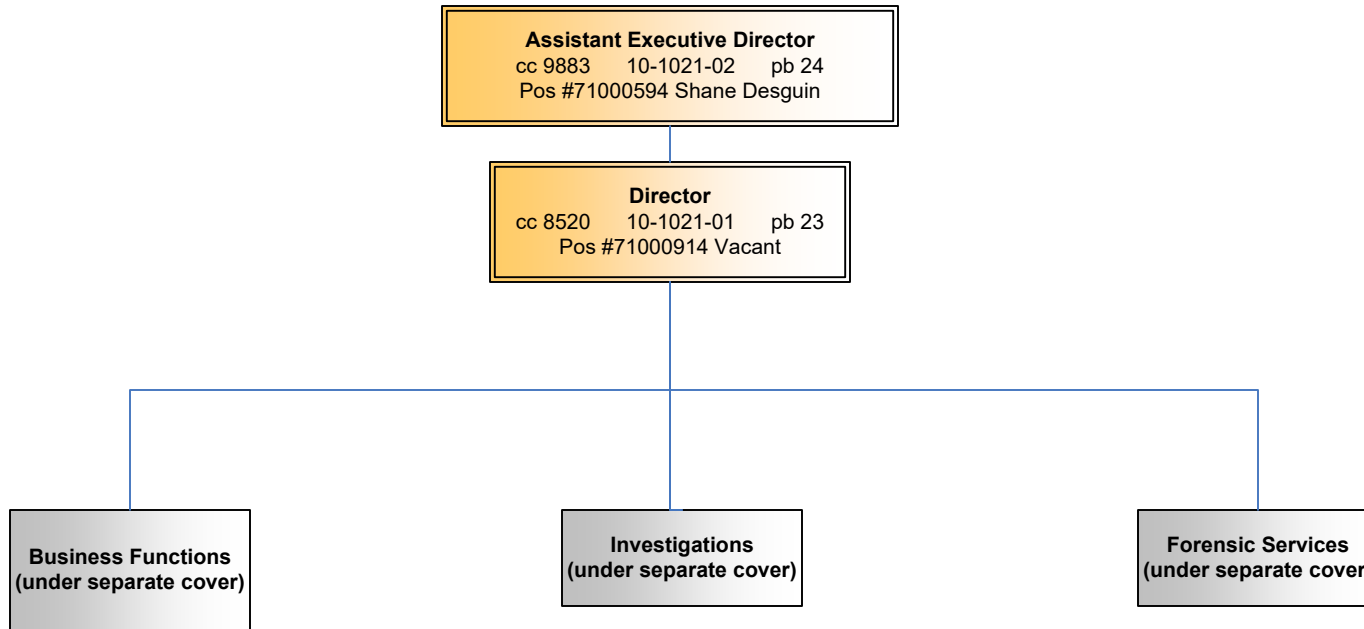 Assistant Executive Director
cc 9883 10-1021-02 pb 24
Pos #71000594 Shane Desguin
Director
cc 8520 10-1021-01 pb 23
Pos #71000914 Vacant
Business Functions
(under separate cover)
Investigations
(under separate cover)
Forensic Services
(under separate cover